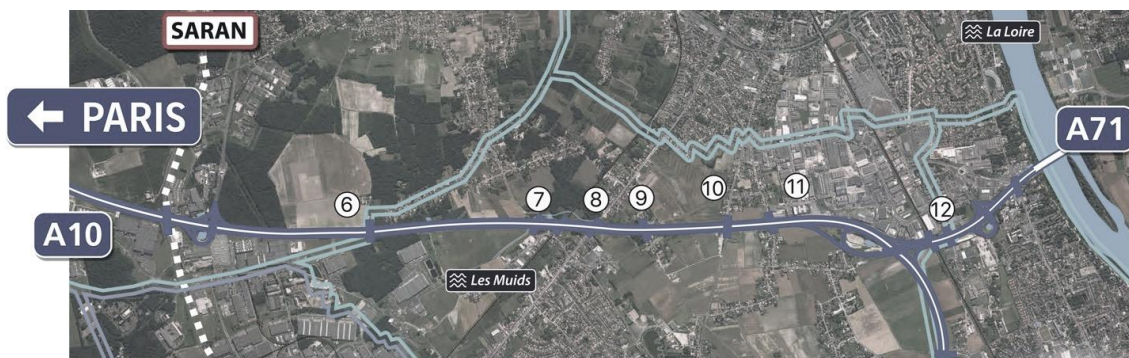 SARAN
La Loire
← PARIS
A71
6
7
8
9
10
11
12
A10
Les Muids